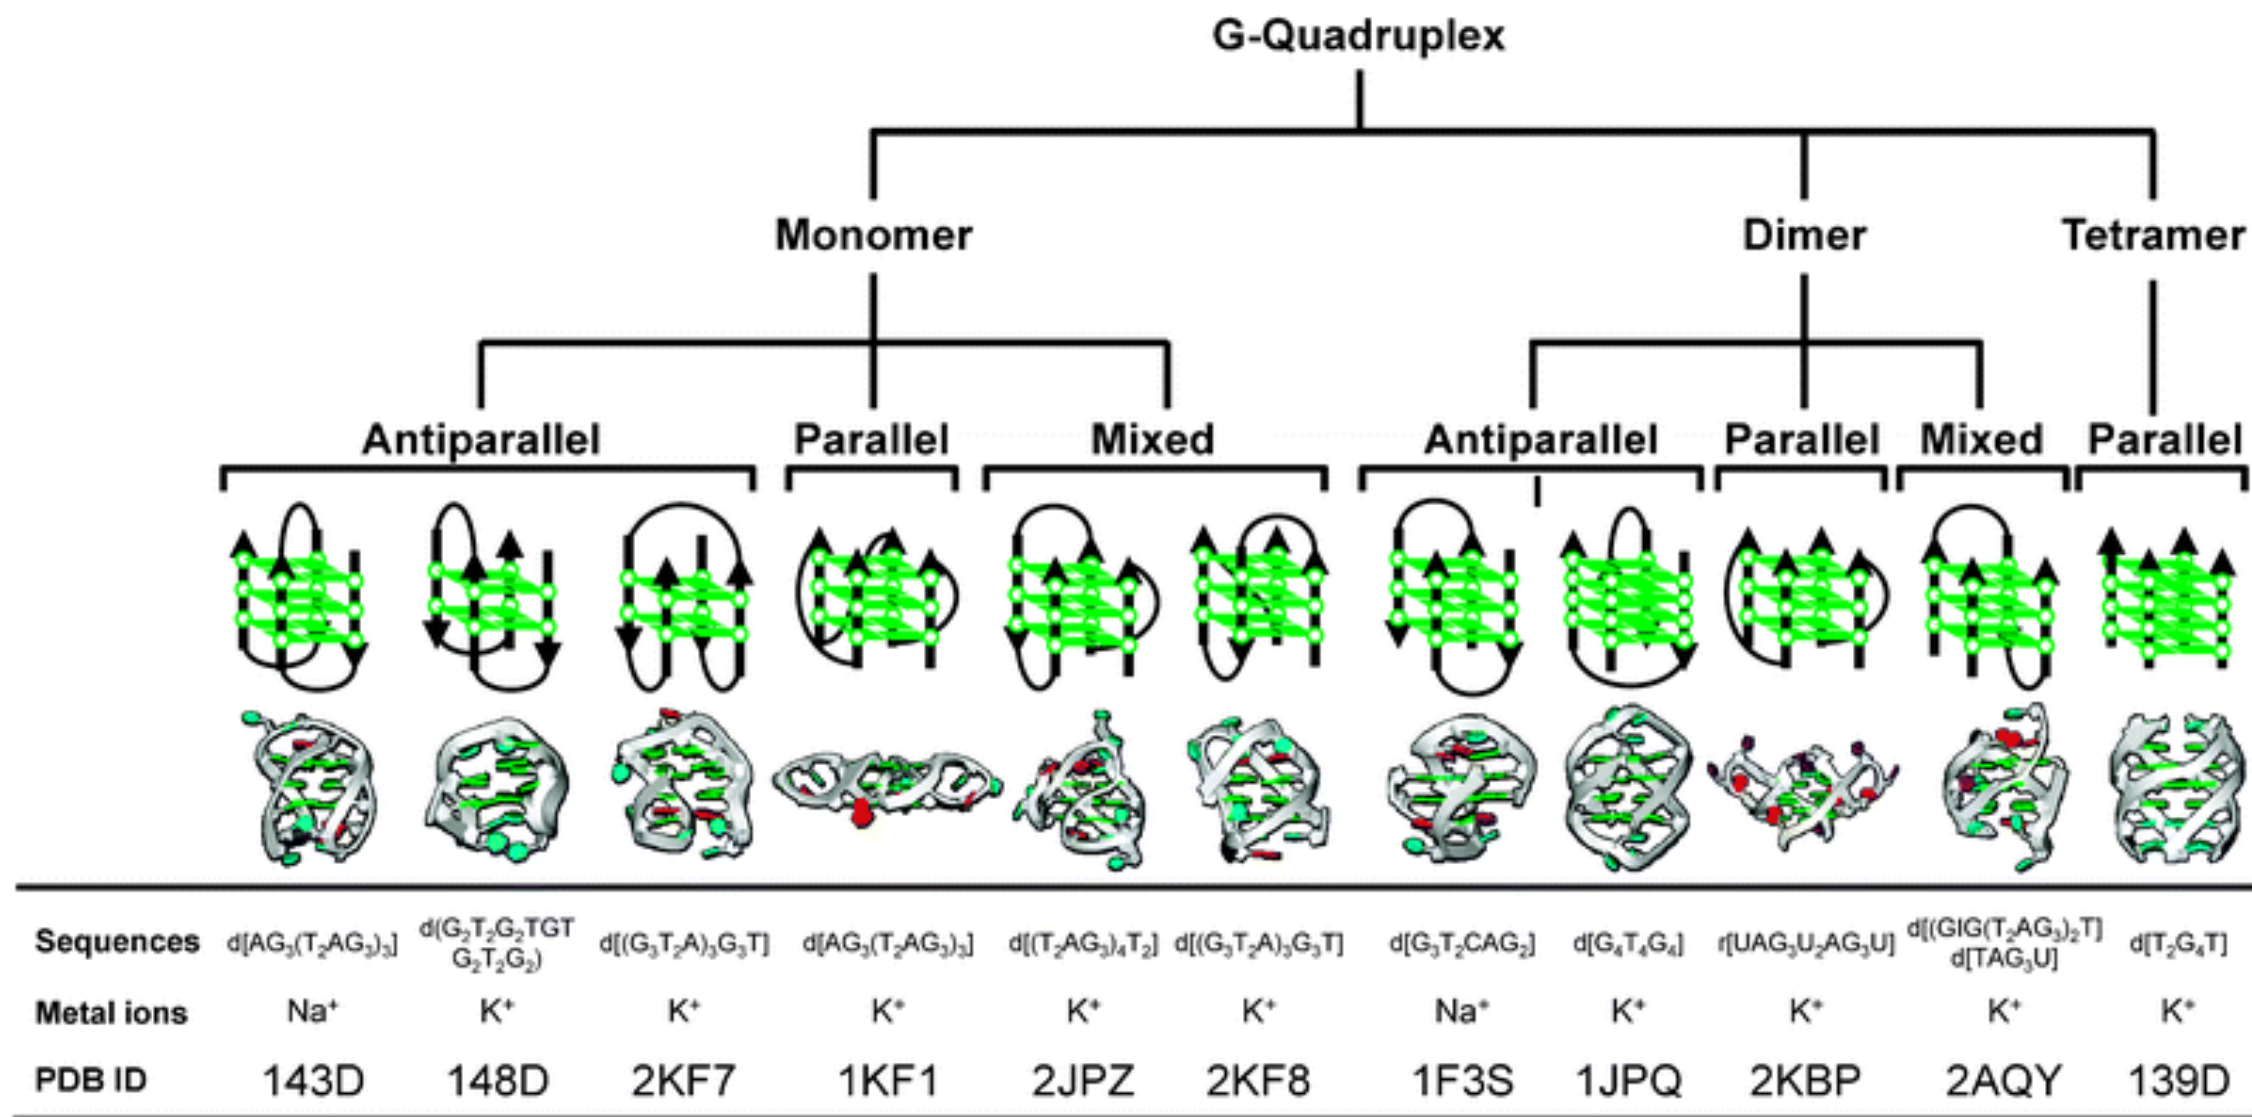 G-Quadruplex
Monomer Dimer Tetramer
Antiparallel Parallel Mixed Antiparallel Parallel Mixed Parallel
Sequences d[AG₃(T₂AG₃)₃] d(G₂T₂G₂TGT G₂T₂G₂) d[(G₃T₂A)₃G₃T] d[AG₃(T₂AG₃)₃] d[(T₂AG₃)₄T₂] d[(G₃T₂A)₃G₃T] d[G₃T₂CAG₂] d[G₄T₄G₄] r[UAG₃U₂AG₃U] d[(GIG(T₂AG₃)₂T] d[TAG₃U] d[T₂G₄T]
Metal ions Na⁺ K⁺ K⁺ K⁺ K⁺ K⁺ Na⁺ K⁺ K⁺ K⁺ K⁺
PDB ID 143D 148D 2KF7 1KF1 2JPZ 2KF8 1F3S 1JPQ 2KBP 2AQY 139D